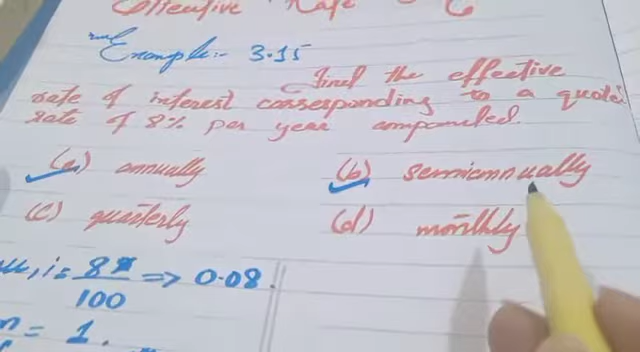 Effective Rate
Example:- 3.15
Find the effective
rate of interest corresponding to a quoted
rate of 8% per year compounded.
(a) annually (b) semiannually
(c) quarterly (d) monthly
i = 8% / 100 => 0.08.
= 1.